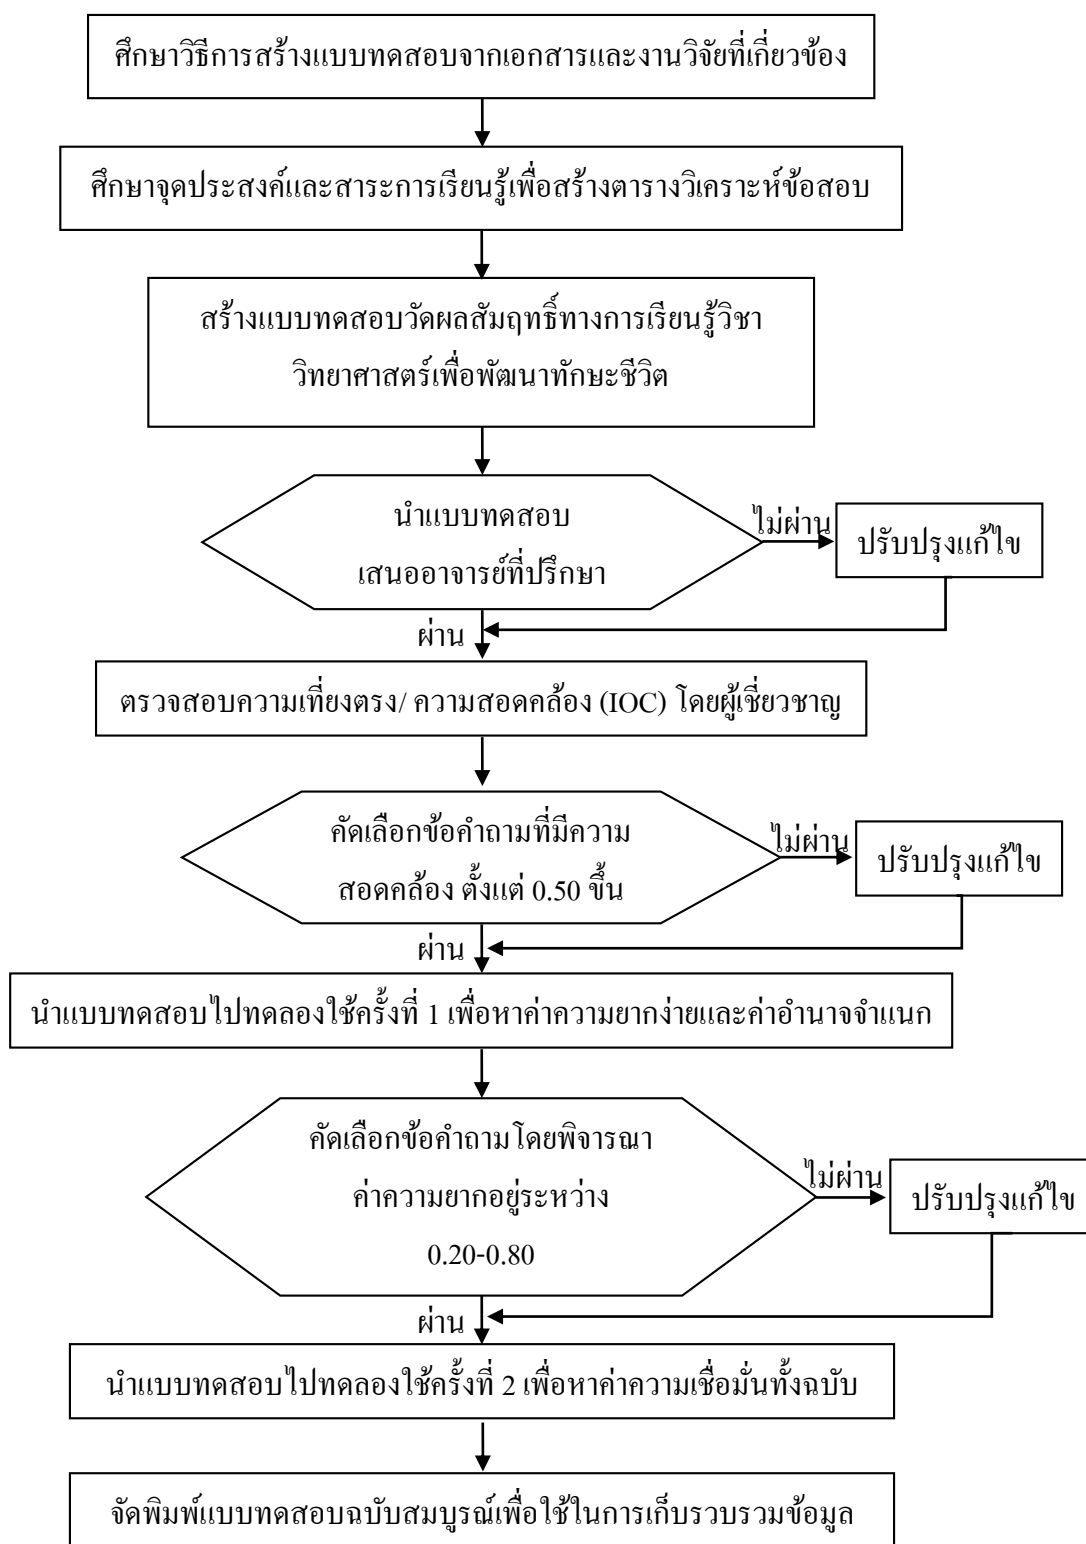 ศึกษาวิธีการสร้างแบบทดสอบจากเอกสารและงานวิจัยที่เกี่ยวข้อง
ศึกษาจุดประสงค์และสาระการเรียนรู้เพื่อสร้างตารางวิเคราะห์ข้อสอบ
สร้างแบบทดสอบวัดผลสัมฤทธิ์ทางการเรียนรู้วิชา
วิทยาศาสตร์เพื่อพัฒนาทักษะชีวิต
นำแบบทดสอบ
เสนออาจารย์ที่ปรึกษา
ไม่ผ่าน
ปรับปรุงแก้ไข
ผ่าน
ตรวจสอบความเที่ยงตรง/ ความสอดคล้อง (IOC) โดยผู้เชี่ยวชาญ
คัดเลือกข้อคำถามที่มีความ
สอดคล้อง ตั้งแต่ 0.50 ขึ้น
ไม่ผ่าน
ปรับปรุงแก้ไข
ผ่าน
นำแบบทดสอบไปทดลองใช้ครั้งที่ 1 เพื่อหาค่าความยากง่ายและค่าอำนาจจำแนก
คัดเลือกข้อคำถามโดยพิจารณา
ค่าความยากอยู่ระหว่าง
0.20-0.80
ไม่ผ่าน
ปรับปรุงแก้ไข
ผ่าน
นำแบบทดสอบไปทดลองใช้ครั้งที่ 2 เพื่อหาค่าความเชื่อมั่นทั้งฉบับ
จัดพิมพ์แบบทดสอบฉบับสมบูรณ์เพื่อใช้ในการเก็บรวบรวมข้อมูล